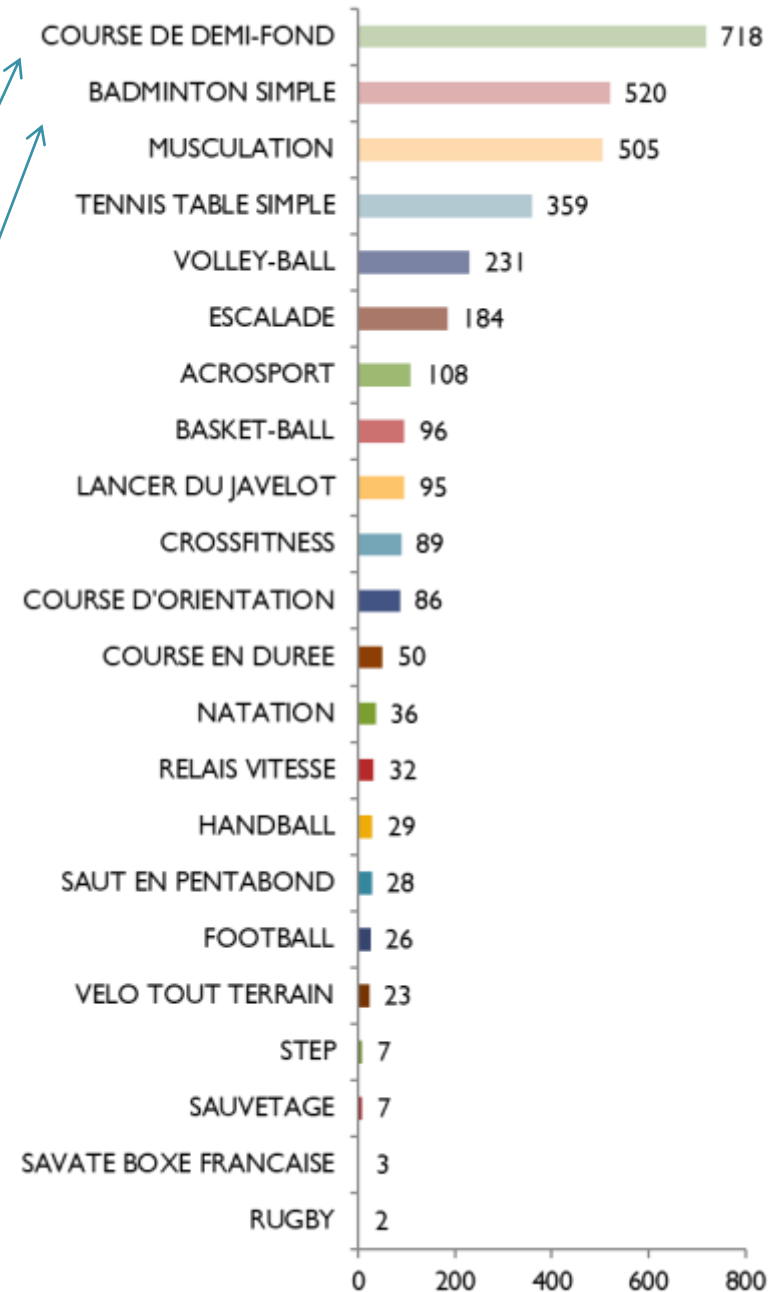 COURSE DE DEMI-FOND 718
BADMINTON SIMPLE 520
MUSCULATION 505
TENNIS TABLE SIMPLE 359
VOLLEY-BALL 231
ESCALADE 184
ACROSPORT 108
BASKET-BALL 96
LANCER DU JAVELOT 95
CROSSFITNESS 89
COURSE D'ORIENTATION 86
COURSE EN DUREE 50
NATATION 36
RELAIS VITESSE 32
HANDBALL 29
SAUT EN PENTABOND 28
FOOTBALL 26
VELO TOUT TERRAIN 23
STEP 7
SAUVETAGE 7
SAVATE BOXE FRANCAISE 3
RUGBY 2
0 200 400 600 800